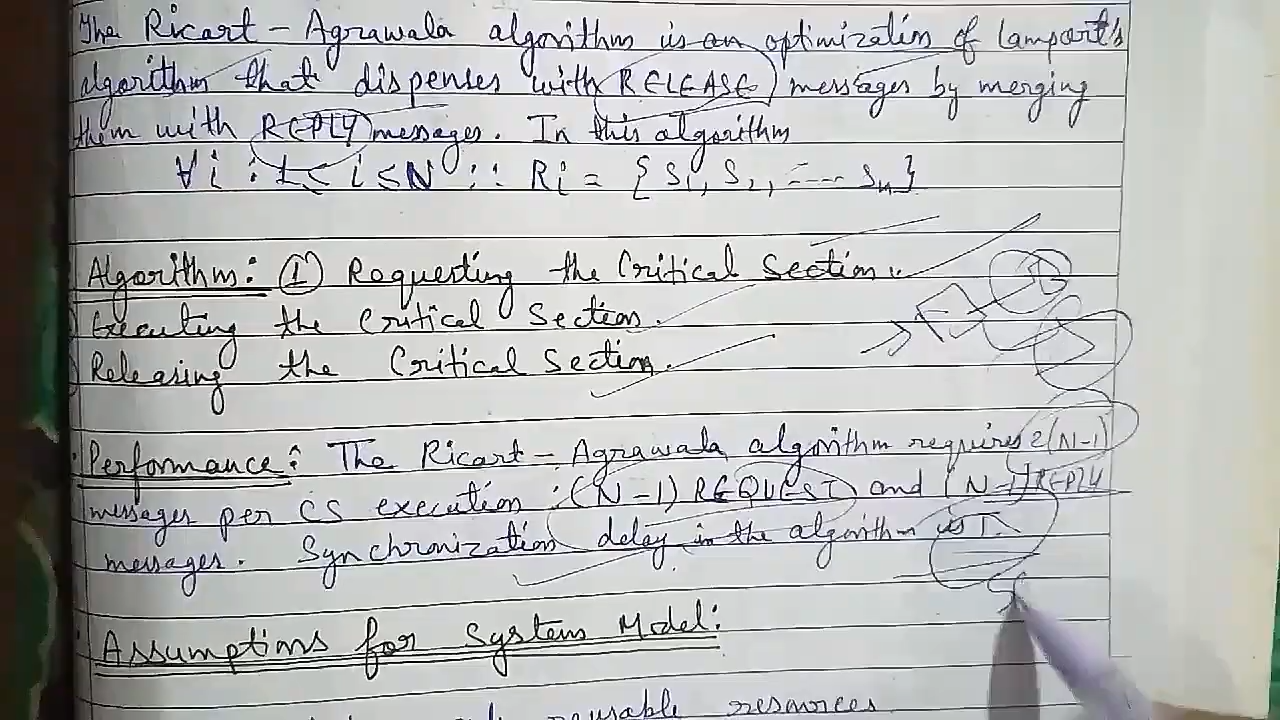 The Ricart - Agrawala algorithm is an optimization of Lamport's
algorithm that dispenses with RELEASE messages by merging
them with REPLY messages. In this algorithm
∀i : 1 ≤ i ≤ N :: Ri = {S1, S2, ---- Sn}
Algorithm: ① Requesting the Critical Section.
Executing the Critical Section.
Releasing the Critical Section.
Performance: The Ricart - Agrawala algorithm requires 2(N-1)
messages per CS execution : (N-1) REQUEST and (N-1) REPLY
messages. Synchronization delay in the algorithm is T.
Assumptions for System Model:
reusable resources